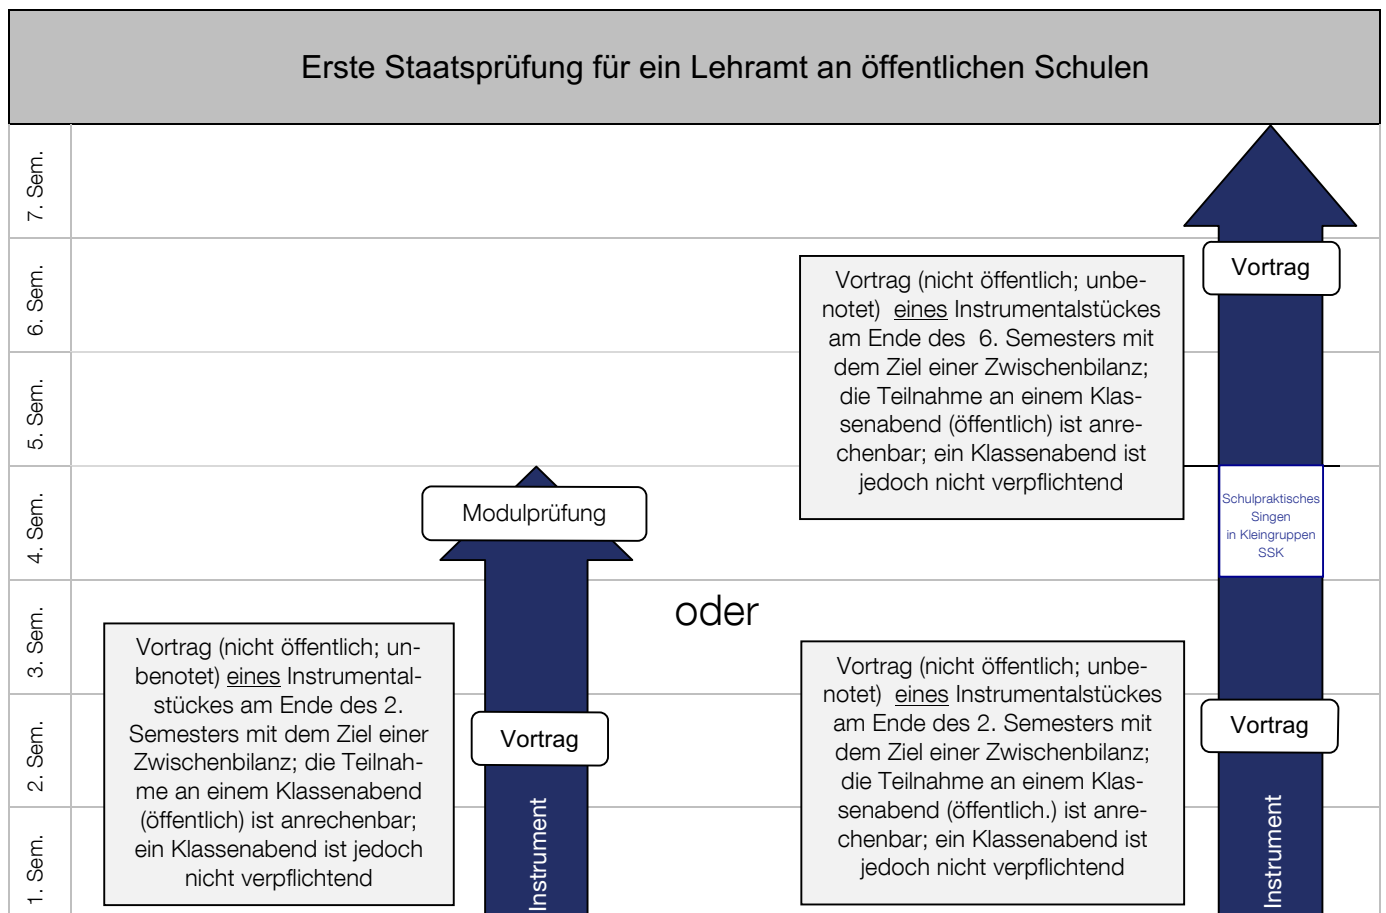 Erste Staatsprüfung für ein Lehramt an öffentlichen Schulen
7. Sem.
6. Sem.
5. Sem.
4. Sem.
3. Sem.
2. Sem.
1. Sem.
Vortrag
Vortrag (nicht öffentlich; unbe-
notet) eines Instrumentalstückes
am Ende des 6. Semesters mit
dem Ziel einer Zwischenbilanz;
die Teilnahme an einem Klas-
senabend (öffentlich) ist anre-
chenbar; ein Klassenabend ist
jedoch nicht verpflichtend
Modulprüfung
Schulpraktisches
Singen
in Kleingruppen
SSK
oder
Vortrag (nicht öffentlich; un-
benotet) eines Instrumental-
stückes am Ende des 2.
Semesters mit dem Ziel einer
Zwischenbilanz; die Teilnah-
me an einem Klassenabend
(öffentlich) ist anrechenbar;
ein Klassenabend ist jedoch
nicht verpflichtend
Vortrag
Instrument
Vortrag (nicht öffentlich; unbe-
notet) eines Instrumentalstückes
am Ende des 2. Semesters mit
dem Ziel einer Zwischenbilanz;
die Teilnahme an einem Klas-
senabend (öffentlich.) ist anre-
chenbar; ein Klassenabend ist
jedoch nicht verpflichtend
Vortrag
Instrument